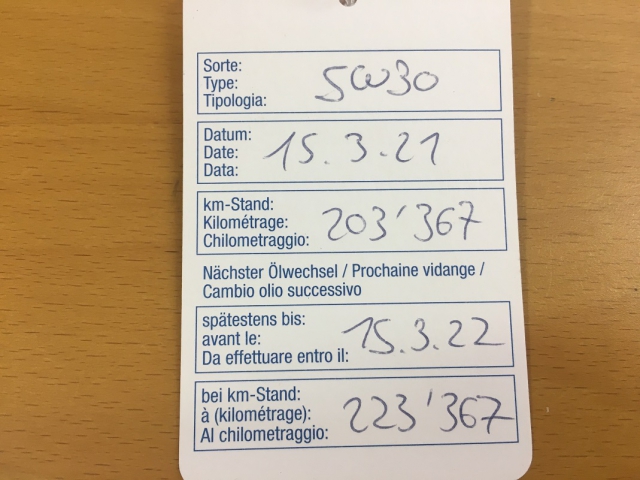 Sorte:
Type: 5W30
Tipologia:
Datum:
Date: 15.3.21
Data:
km-Stand:
Kilométrage: 203'367
Chilometraggio:
Nächster Ölwechsel / Prochaine vidange /
Cambio olio successivo
spätestens bis:
avant le: 15.3.22
Da effettuare entro il:
bei km-Stand:
à (kilométrage): 223'367
Al chilometraggio: